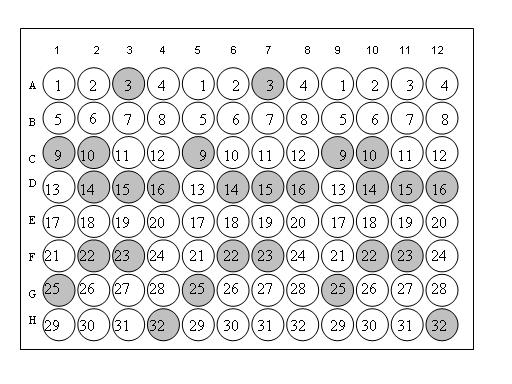 1 2 3 4 5 6 7 8 9 10 11 12
A 1 2 3 4 1 2 3 4 1 2 3 4
B 5 6 7 8 5 6 7 8 5 6 7 8
C 9 10 11 12 9 10 11 12 9 10 11 12
D 13 14 15 16 13 14 15 16 13 14 15 16
E 17 18 19 20 17 18 19 20 17 18 19 20
F 21 22 23 24 21 22 23 24 21 22 23 24
G 25 26 27 28 25 26 27 28 25 26 27 28
H 29 30 31 32 29 30 31 32 29 30 31 32